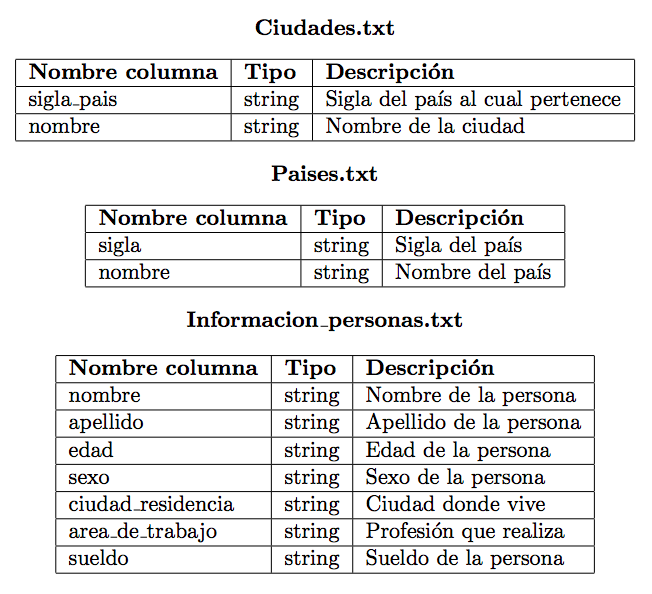 Ciudades.txt
Nombre columna Tipo Descripción
sigla_pais string Sigla del país al cual pertenece
nombre string Nombre de la ciudad
Paises.txt
Nombre columna Tipo Descripción
sigla string Sigla del país
nombre string Nombre del país
Informacion_personas.txt
Nombre columna Tipo Descripción
nombre string Nombre de la persona
apellido string Apellido de la persona
edad string Edad de la persona
sexo string Sexo de la persona
ciudad_residencia string Ciudad donde vive
area_de_trabajo string Profesión que realiza
sueldo string Sueldo de la persona